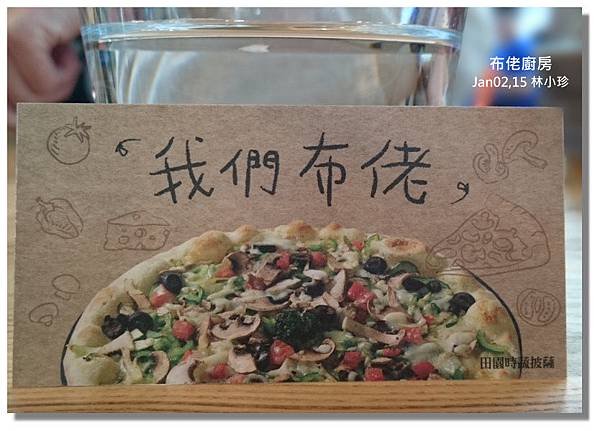 布佬廚房
Jan02,15 林小珍
我們布佬
田園時蔬披薩